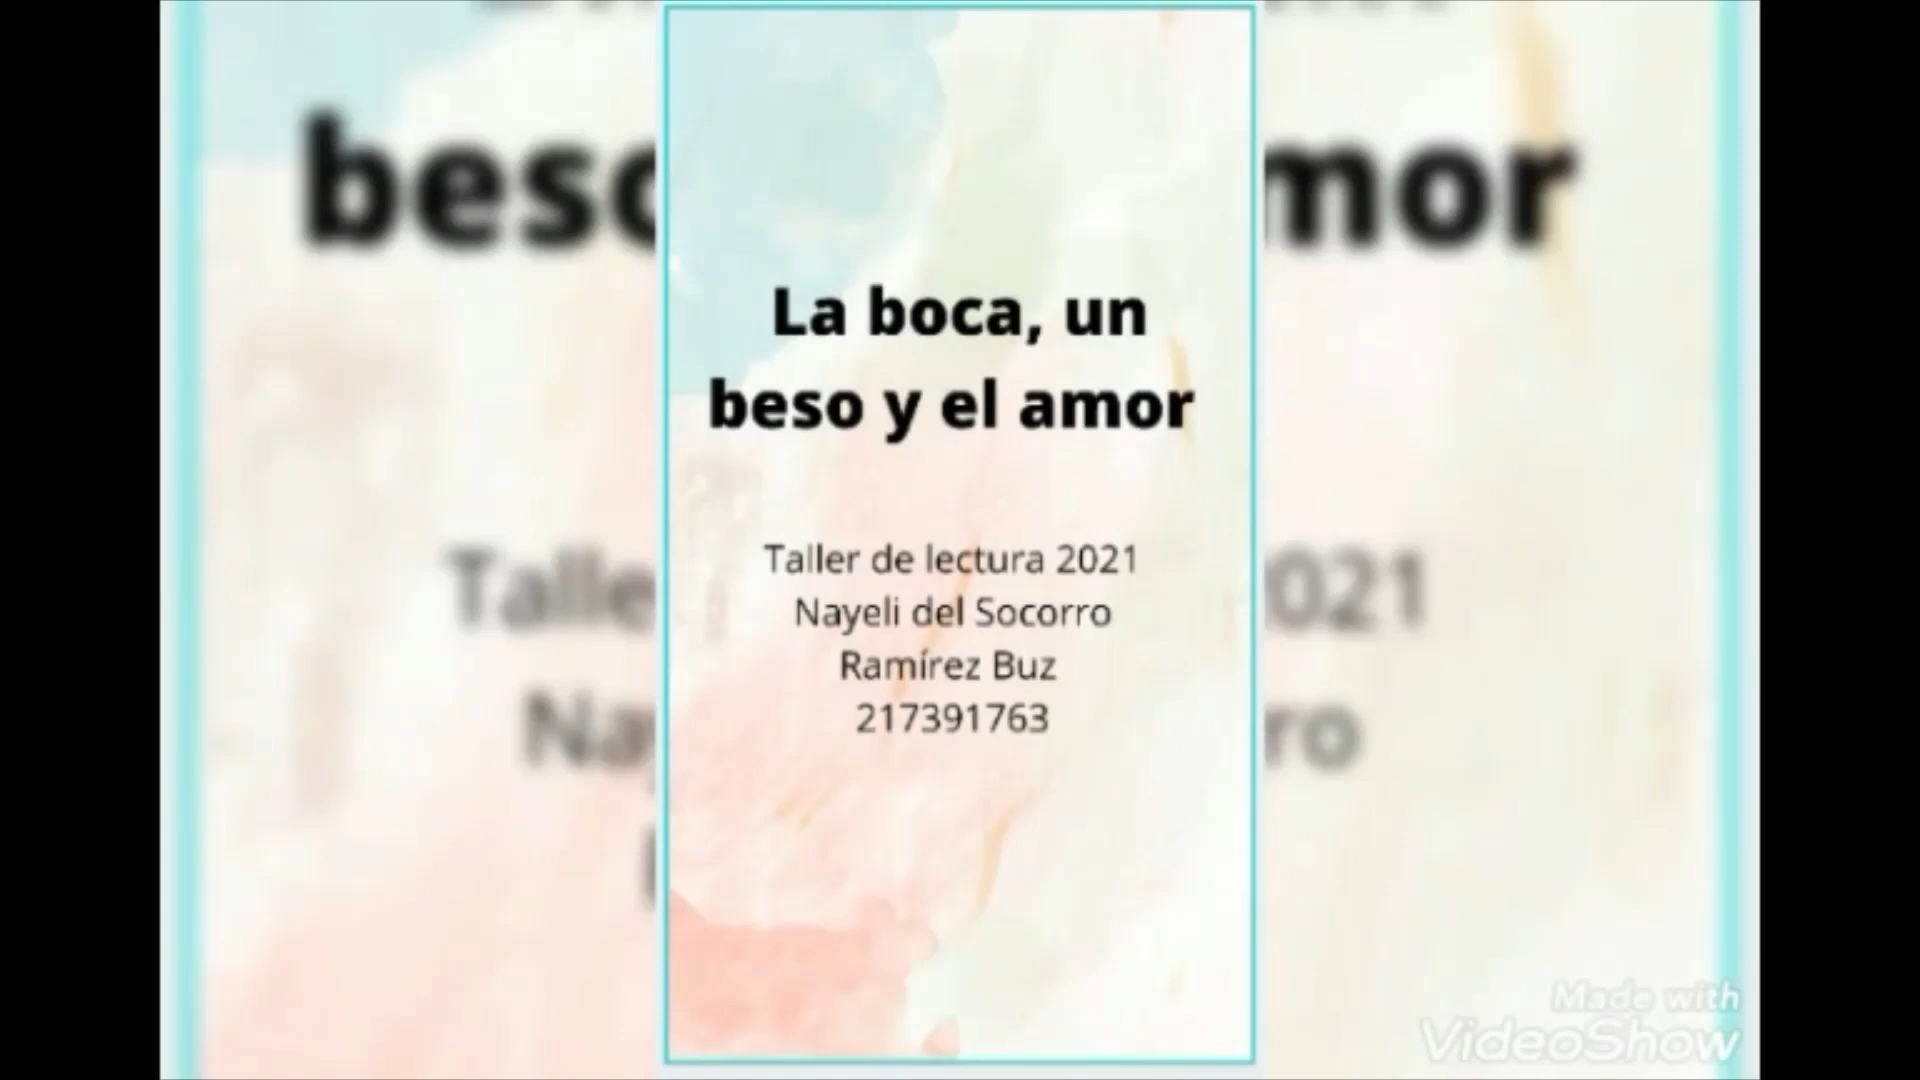 La boca, un
beso y el amor
Taller de lectura 2021
Nayeli del Socorro
Ramírez Buz
217391763
Made with
VideoShow